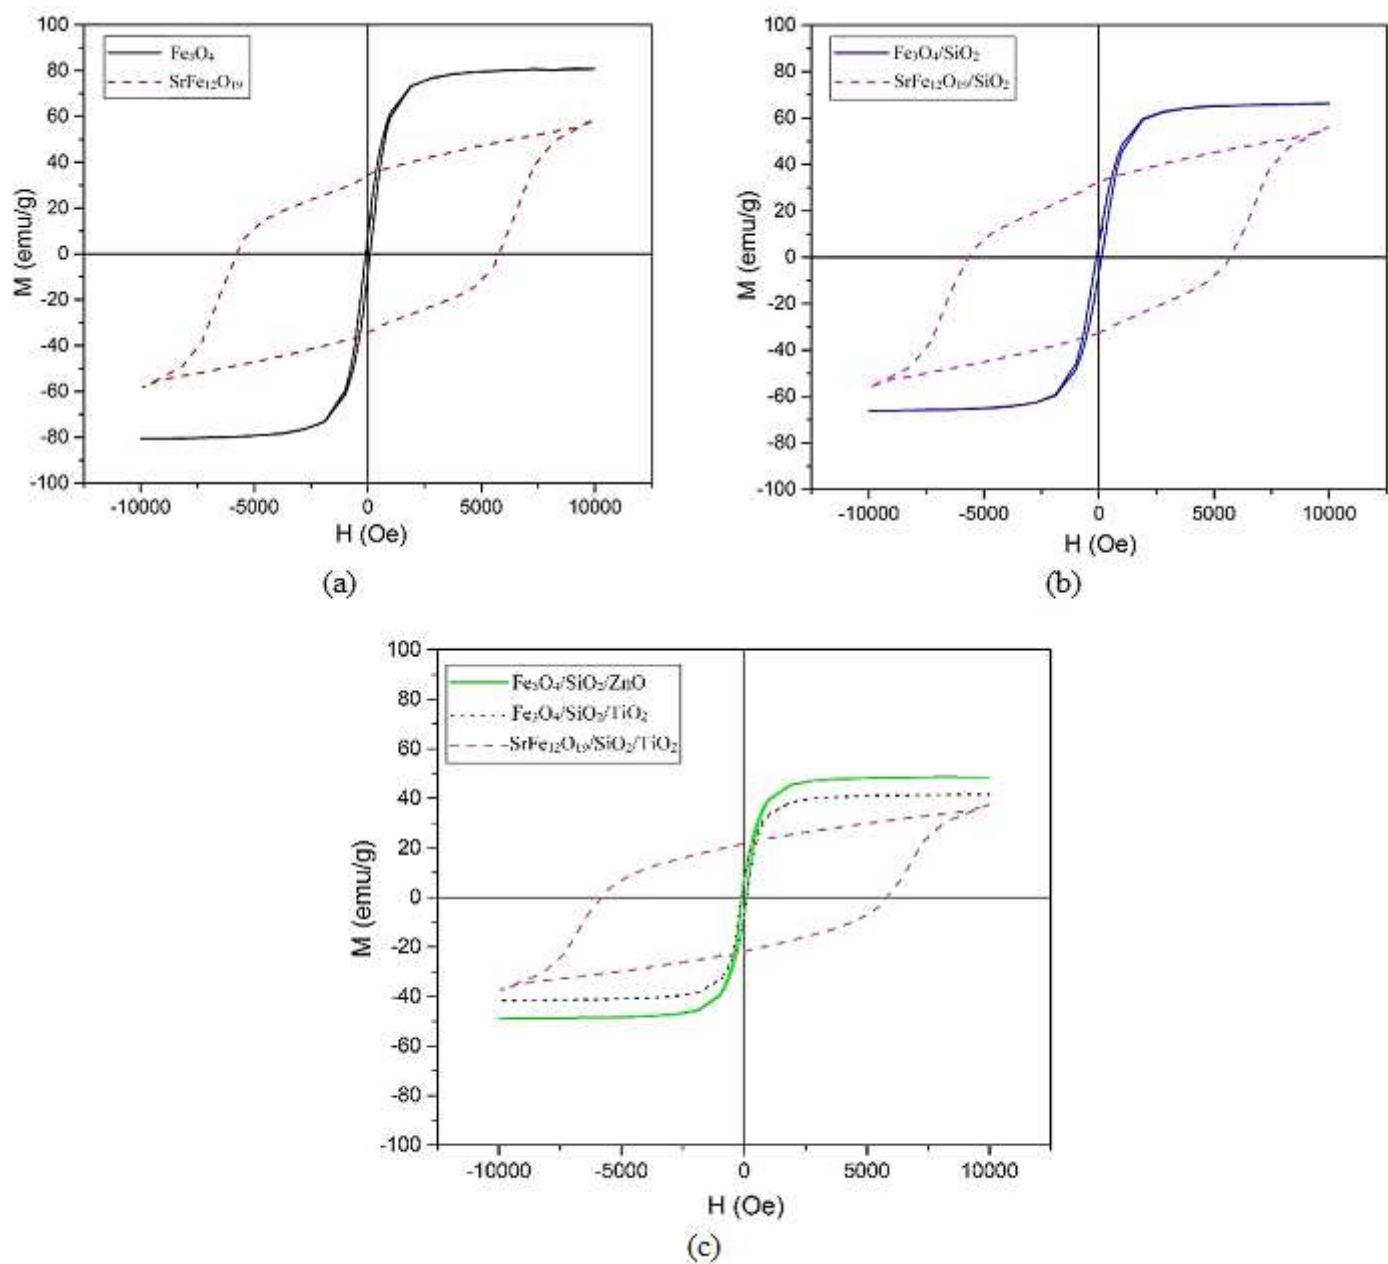 100
80
60
40
20
0
-20
-40
-60
-80
-100
M (emu/g)
Fe₃O₄
SrFe₁₂O₁₉
-10000 -5000 0 5000 10000
H (Oe)
(a)
100
80
60
40
20
0
-20
-40
-60
-80
-100
M (emu/g)
Fe₃O₄/SiO₂
SrFe₁₂O₁₉/SiO₂
-10000 -5000 0 5000 10000
H (Oe)
(b)
100
80
60
40
20
0
-20
-40
-60
-80
-100
M (emu/g)
Fe₃O₄/SiO₂/ZnO
Fe₃O₄/SiO₂/TiO₂
SrFe₁₂O₁₉/SiO₂/TiO₂
-10000 -5000 0 5000 10000
H (Oe)
(c)